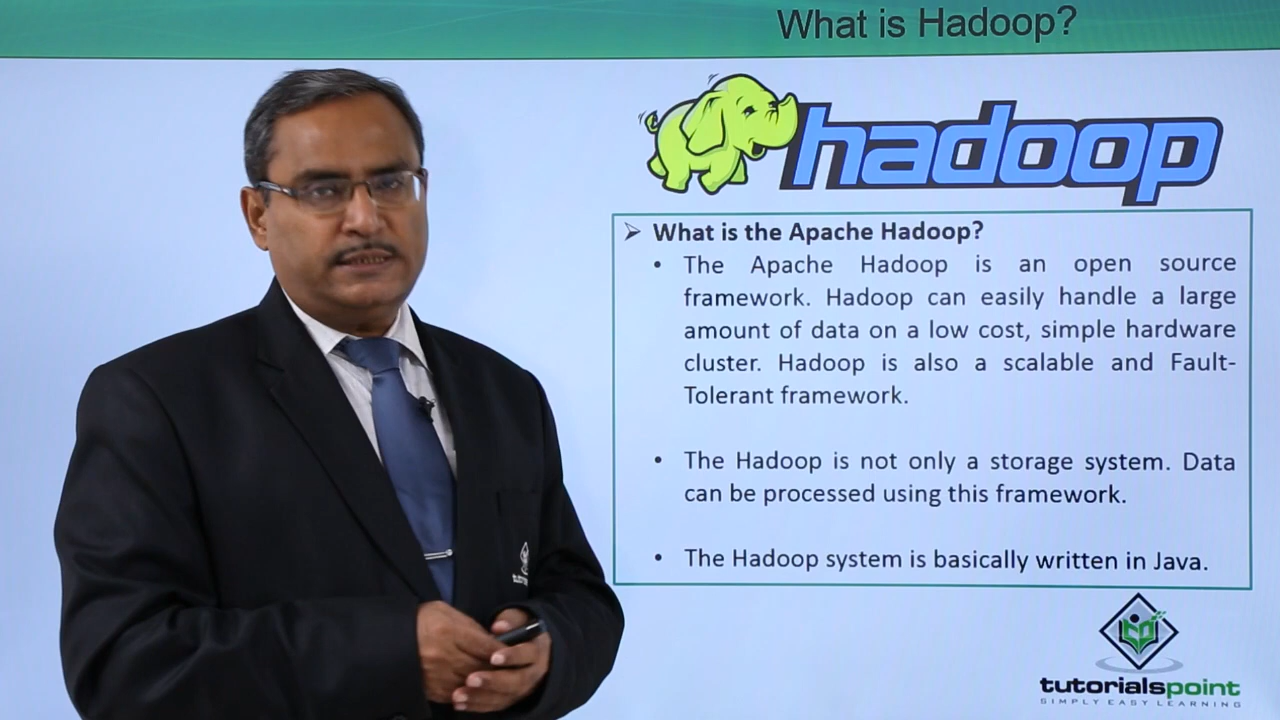 What is Hadoop?
hadoop
➢ What is the Apache Hadoop?
• The Apache Hadoop is an open source
framework. Hadoop can easily handle a large
amount of data on a low cost, simple hardware
cluster. Hadoop is also a scalable and Fault-
Tolerant framework.
• The Hadoop is not only a storage system. Data
can be processed using this framework.
• The Hadoop system is basically written in Java.
tutorialspoint
SIMPLY EASY LEARNING